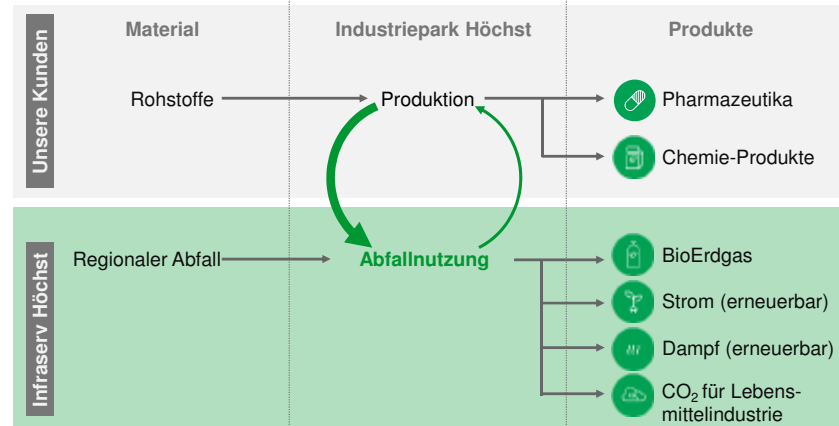 Material
Industriepark Höchst
Produkte
Unsere Kunden
Rohstoffe
Produktion
Pharmazeutika
Chemie-Produkte
Infraserv Höchst
Regionaler Abfall
Abfallnutzung
BioErdgas
Strom (erneuerbar)
Dampf (erneuerbar)
CO₂ für Lebens-
mittelindustrie